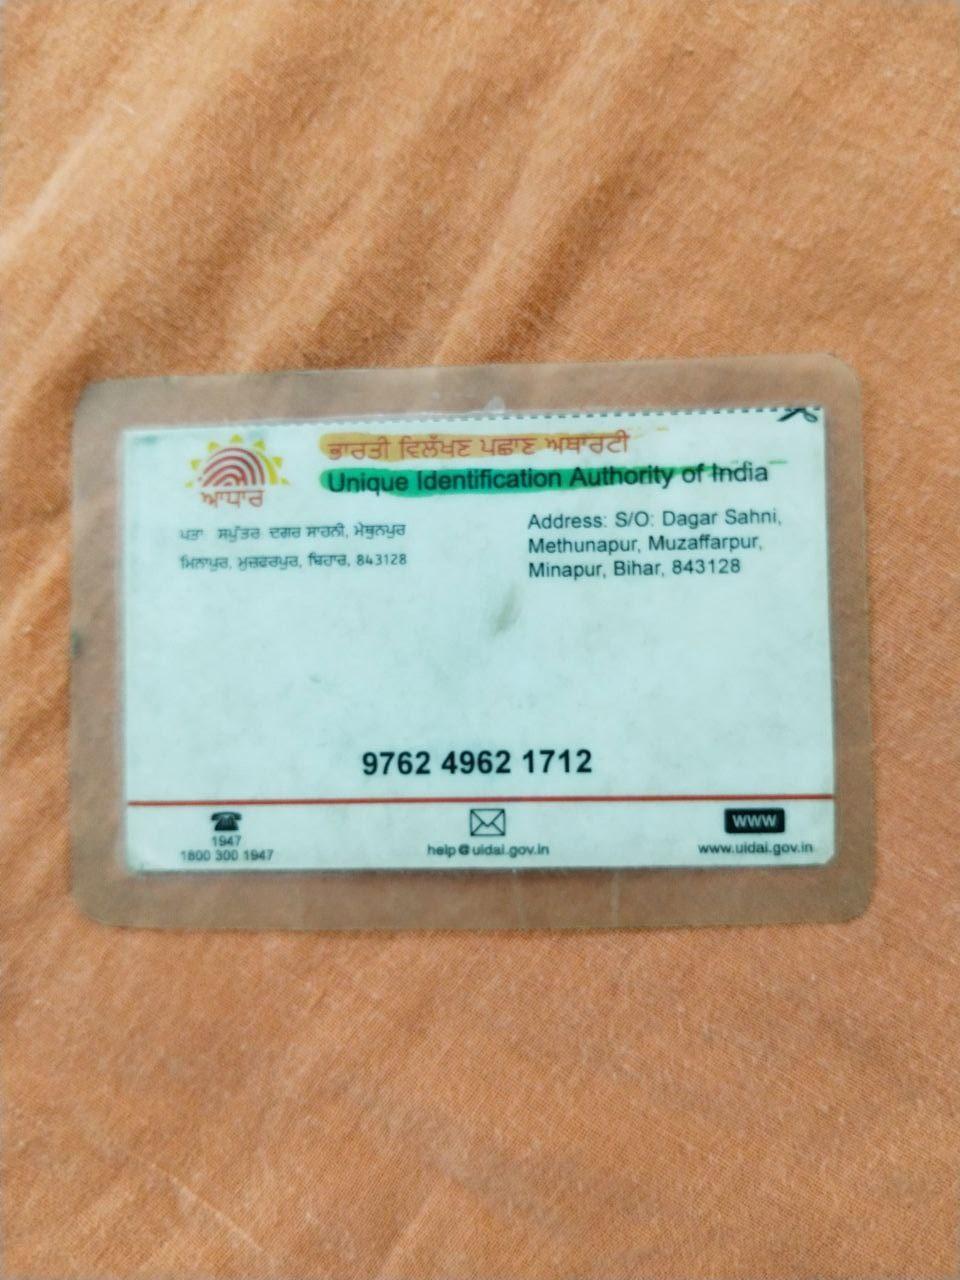 ਭਾਰਤੀ ਵਿਲੱਖਣ ਪਛਾਣ ਅਥਾਰਟੀ
Unique Identification Authority of India
ਆਧਾਰ
ਪਤਾ ਸਪੁੱਤਰ ਦਗਰ ਸਾਹਨੀ, ਮੇਥੁਨਪੁਰ
ਮਿਨਾਪੁਰ, ਮੁਜ਼ਫਰਪੁਰ, ਬਿਹਾਰ, 843128
Address: S/O: Dagar Sahni,
Methunapur, Muzaffarpur,
Minapur, Bihar, 843128
9762 4962 1712
1947
1800 300 1947
help@uidai.gov.in
www
www.uidai.gov.in